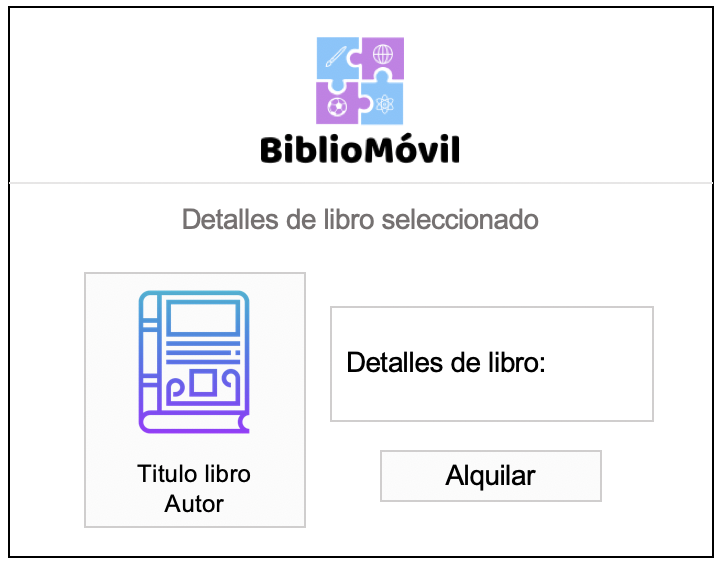 BiblioMóvil
Detalles de libro seleccionado
Titulo libro
Autor
Detalles de libro:
Alquilar